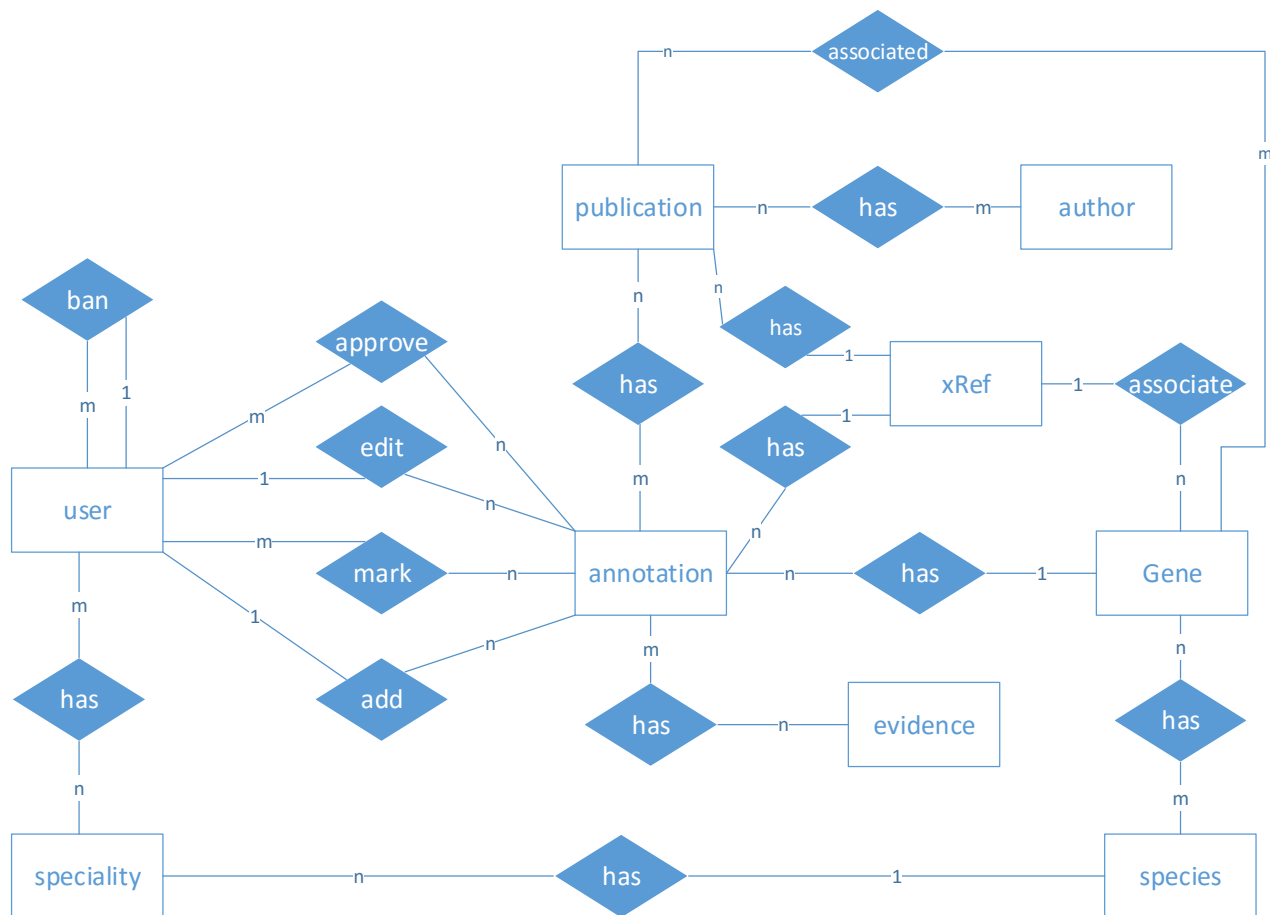 n
associated
m
publication
n
has
m
author
ban
n
n
approve
has
1
has
xRef
1
associate
m
1
m
edit
n
has
1
n
user
1
n
m
n
n
m
mark
n
annotation
n
has
1
Gene
m
1
n
m
n
has
add
has
n
evidence
has
n
m
speciality
n
has
1
species